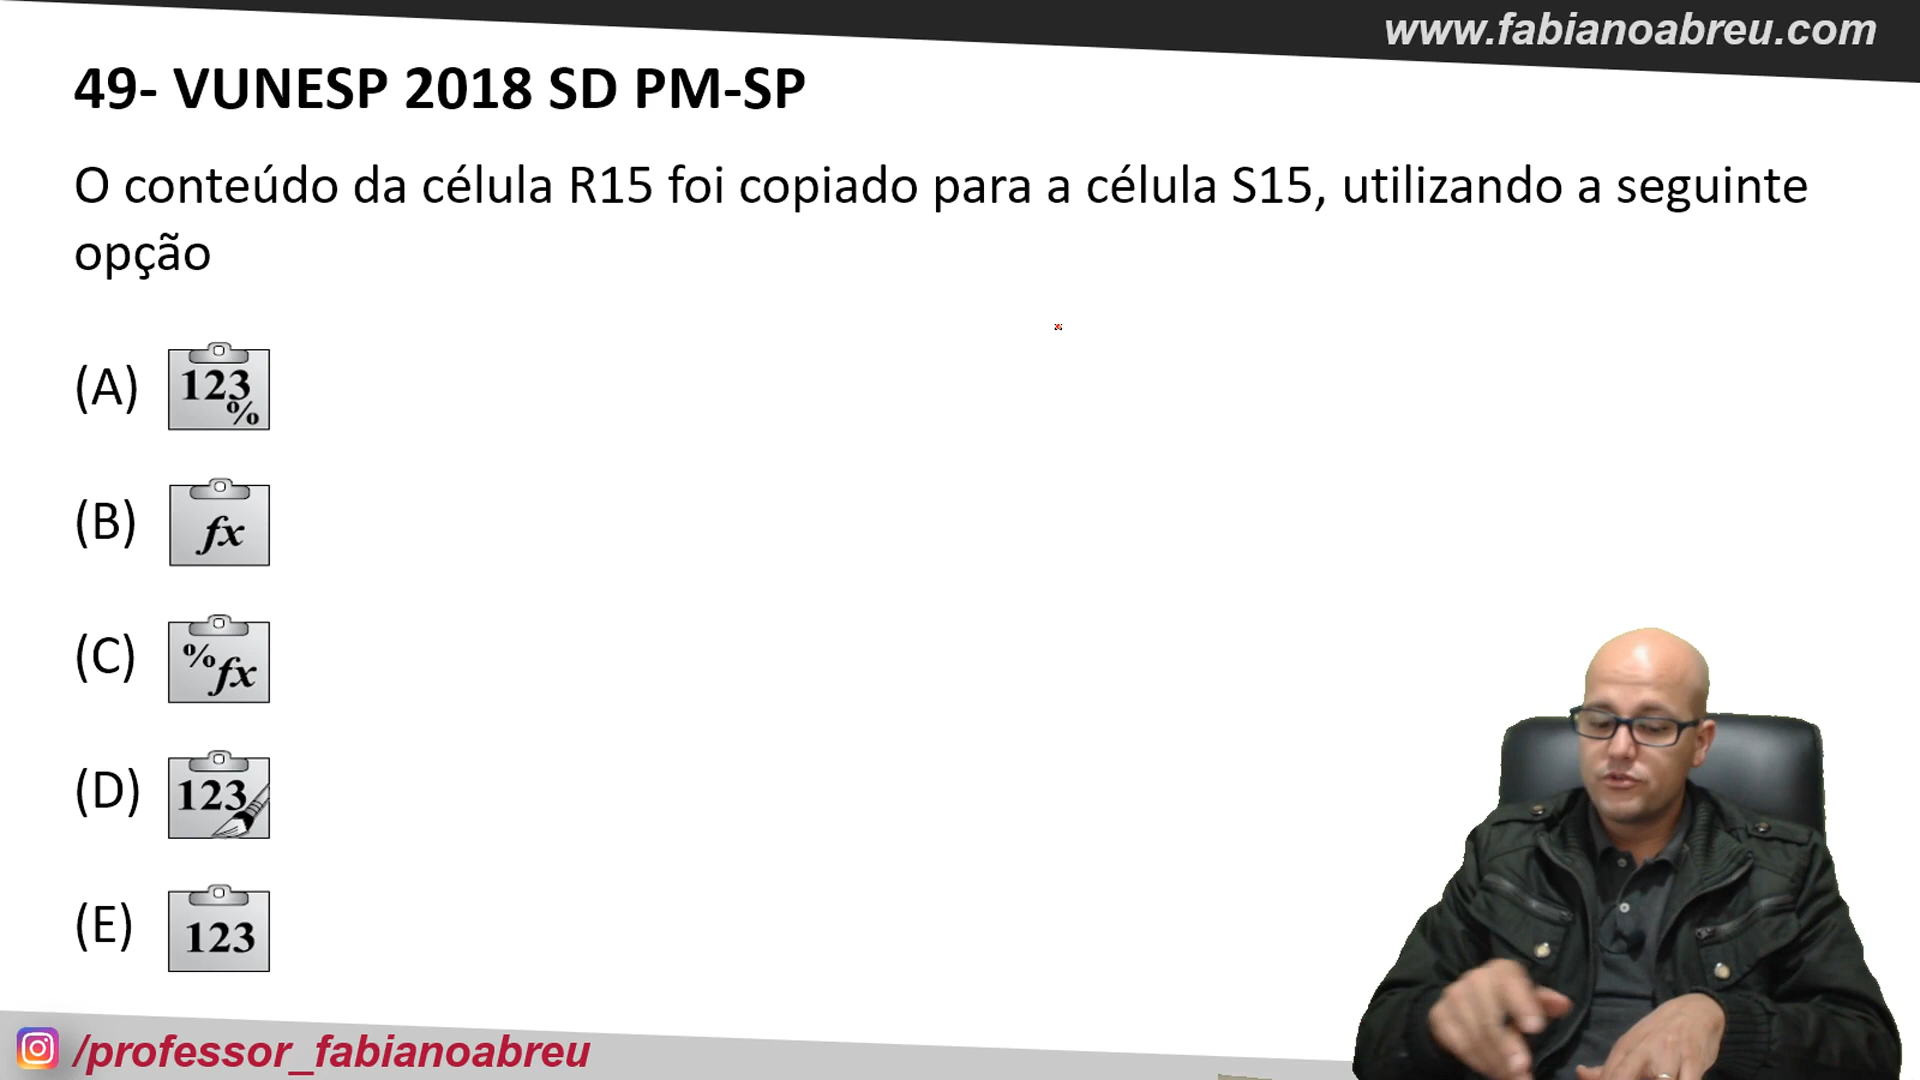 www.fabianoabreu.com
49- VUNESP 2018 SD PM-SP
O conteúdo da célula R15 foi copiado para a célula S15, utilizando a seguinte
opção
(A) 123 %
(B) fx
(C) % fx
(D) 123
(E) 123
/professor_fabianoabreu